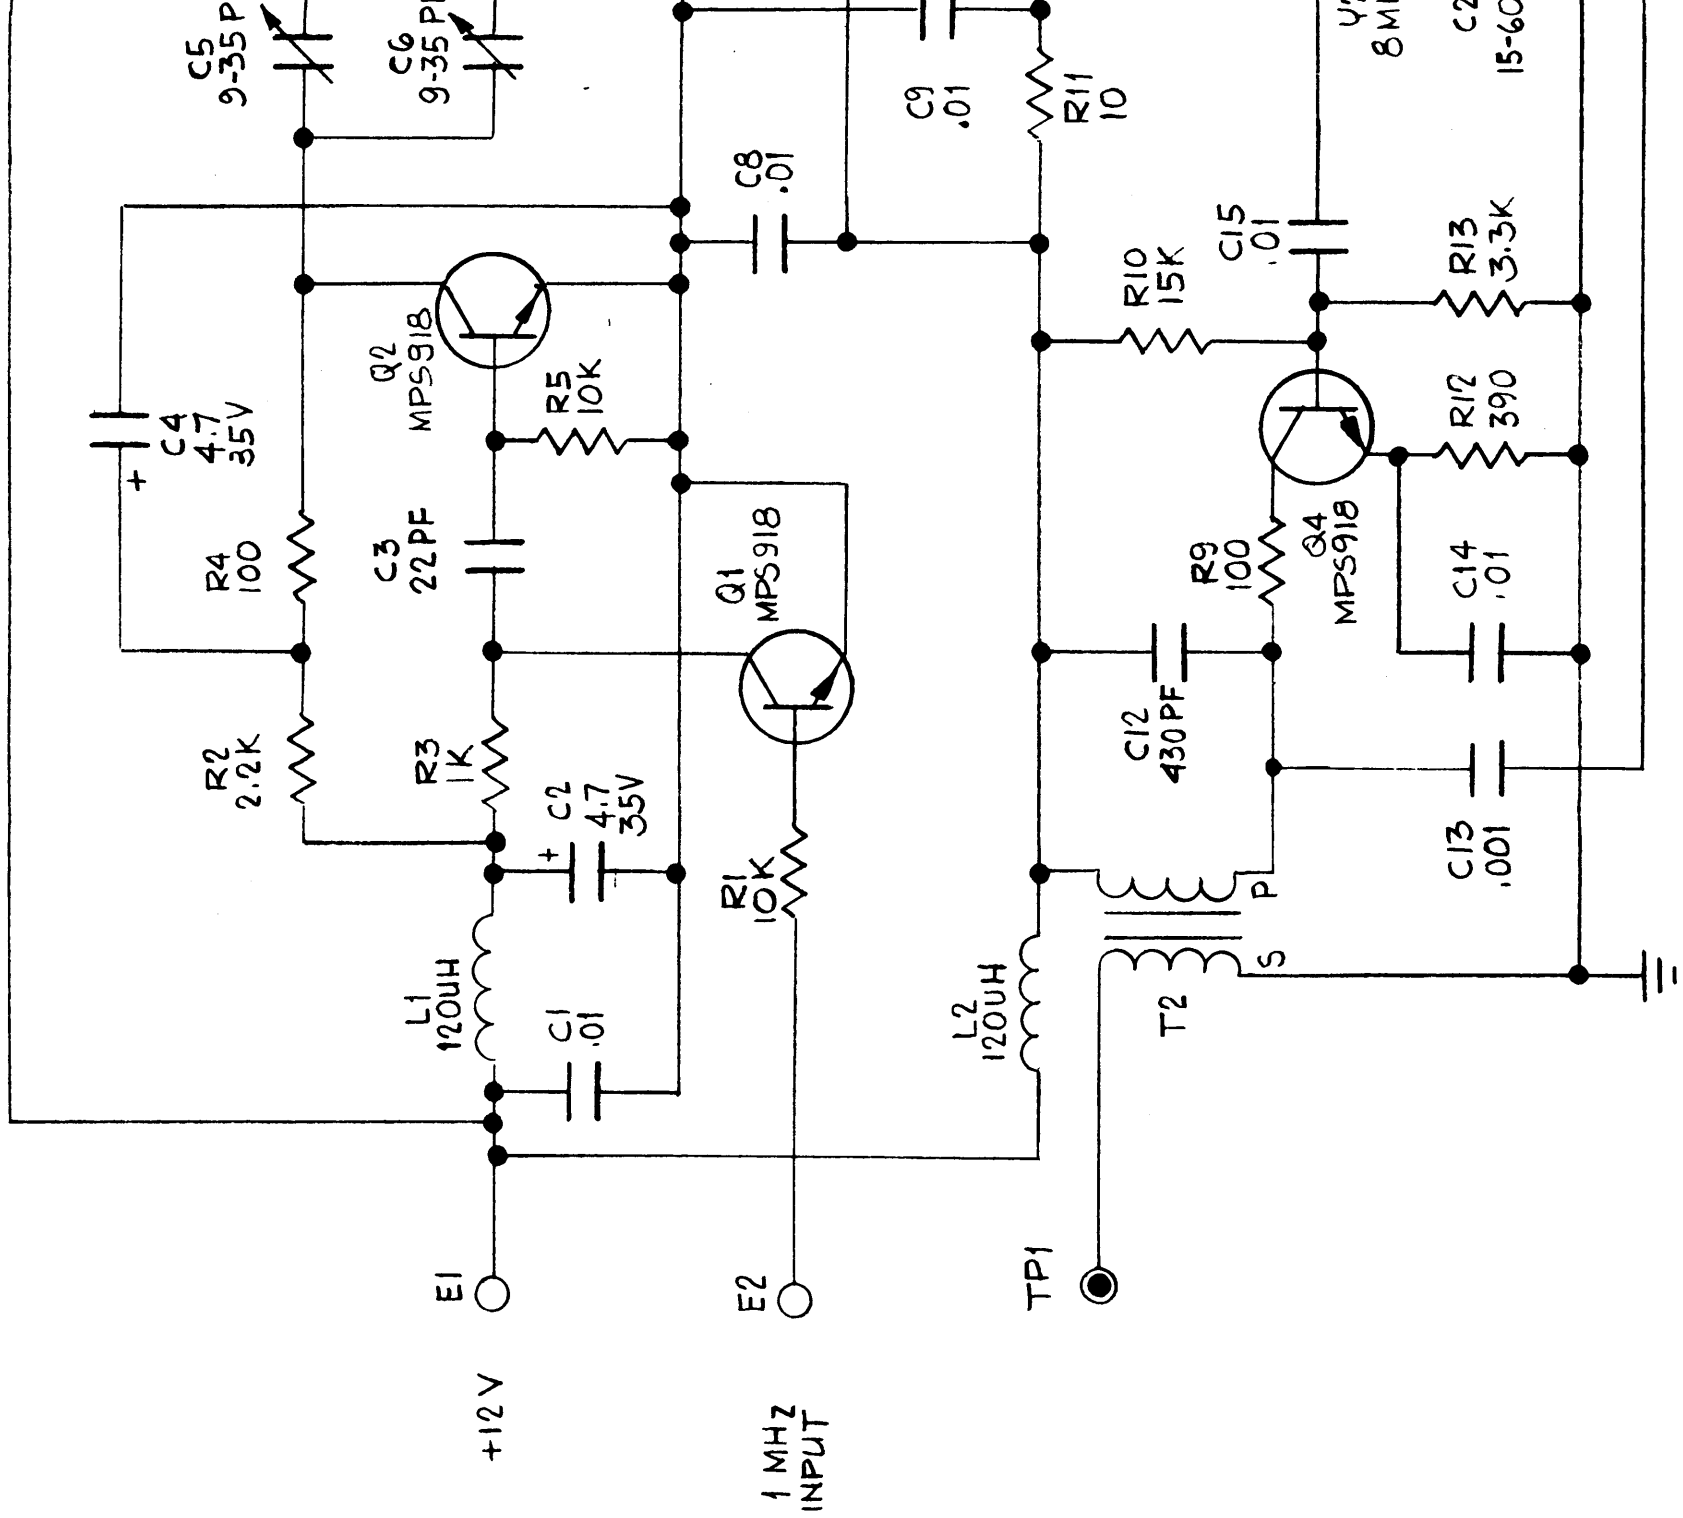 C5
9-35 P
C6
9-35 P
C4
4.7
35V
+
R4
100
R2
2.2K
Q2
MPS918
R5
10K
C3
22PF
R3
1K
C2
4.7
35V
+
L1
120UH
C1
.01
+12V
E1
Q1
MPS918
R1
10K
E2
1 MHZ
INPUT
C8
.01
C9
.01
R11
10
L2
120UH
R10
15K
C15
.01
R13
3.3K
R12
390
Q4
MPS918
R9
100
C14
.01
C12
430PF
C13
.001
P
S
T2
TP1
8 M
15-60